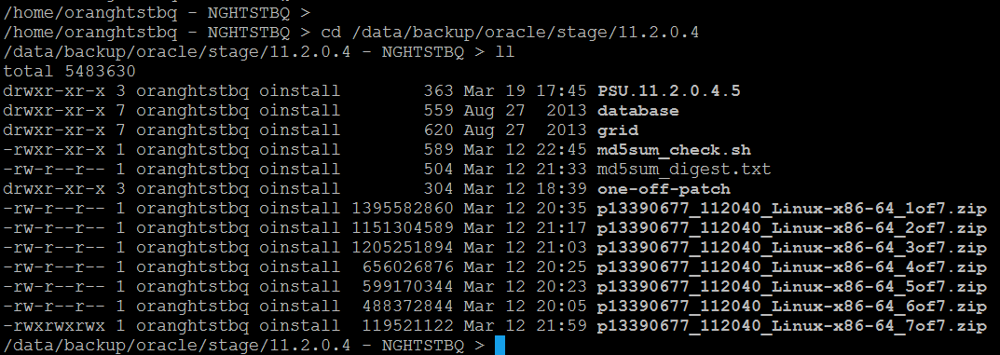 /home/oranghtstbq - NGHTSTBQ >
/home/oranghtstbq - NGHTSTBQ > cd /data/backup/oracle/stage/11.2.0.4
/data/backup/oracle/stage/11.2.0.4 - NGHTSTBQ > ll
total 5483630
drwxr-xr-x 3 oranghtstbq oinstall        363 Mar 19 17:45 PSU.11.2.0.4.5
drwxr-xr-x 7 oranghtstbq oinstall        559 Aug 27  2013 database
drwxr-xr-x 7 oranghtstbq oinstall        620 Aug 27  2013 grid
-rwxr-xr-x 1 oranghtstbq oinstall        589 Mar 12 22:45 md5sum_check.sh
-rw-r--r-- 1 oranghtstbq oinstall        504 Mar 12 21:33 md5sum_digest.txt
drwxr-xr-x 3 oranghtstbq oinstall        304 Mar 12 18:39 one-off-patch
-rw-r--r-- 1 oranghtstbq oinstall 1395582860 Mar 12 20:35 p13390677_112040_Linux-x86-64_1of7.zip
-rw-r--r-- 1 oranghtstbq oinstall 1151304589 Mar 12 21:17 p13390677_112040_Linux-x86-64_2of7.zip
-rw-r--r-- 1 oranghtstbq oinstall 1205251894 Mar 12 21:03 p13390677_112040_Linux-x86-64_3of7.zip
-rw-r--r-- 1 oranghtstbq oinstall  656026876 Mar 12 20:25 p13390677_112040_Linux-x86-64_4of7.zip
-rw-r--r-- 1 oranghtstbq oinstall  599170344 Mar 12 20:23 p13390677_112040_Linux-x86-64_5of7.zip
-rw-r--r-- 1 oranghtstbq oinstall  488372844 Mar 12 20:05 p13390677_112040_Linux-x86-64_6of7.zip
-rwxrwxrwx 1 oranghtstbq oinstall  119521122 Mar 12 21:59 p13390677_112040_Linux-x86-64_7of7.zip
/data/backup/oracle/stage/11.2.0.4 - NGHTSTBQ >